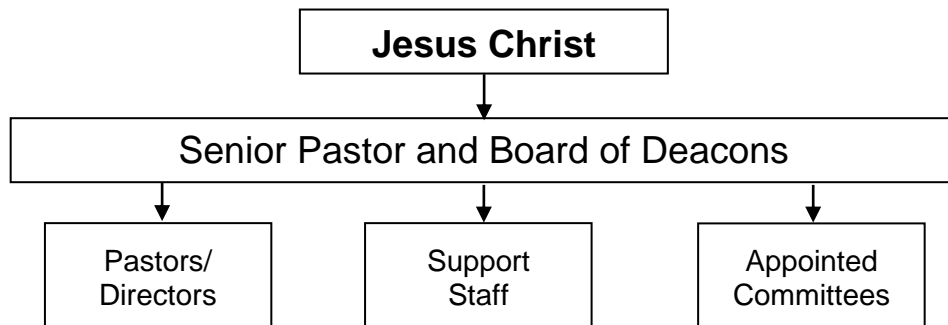 Jesus Christ
Senior Pastor and Board of Deacons
Pastors/
Directors
Support
Staff
Appointed
Committees